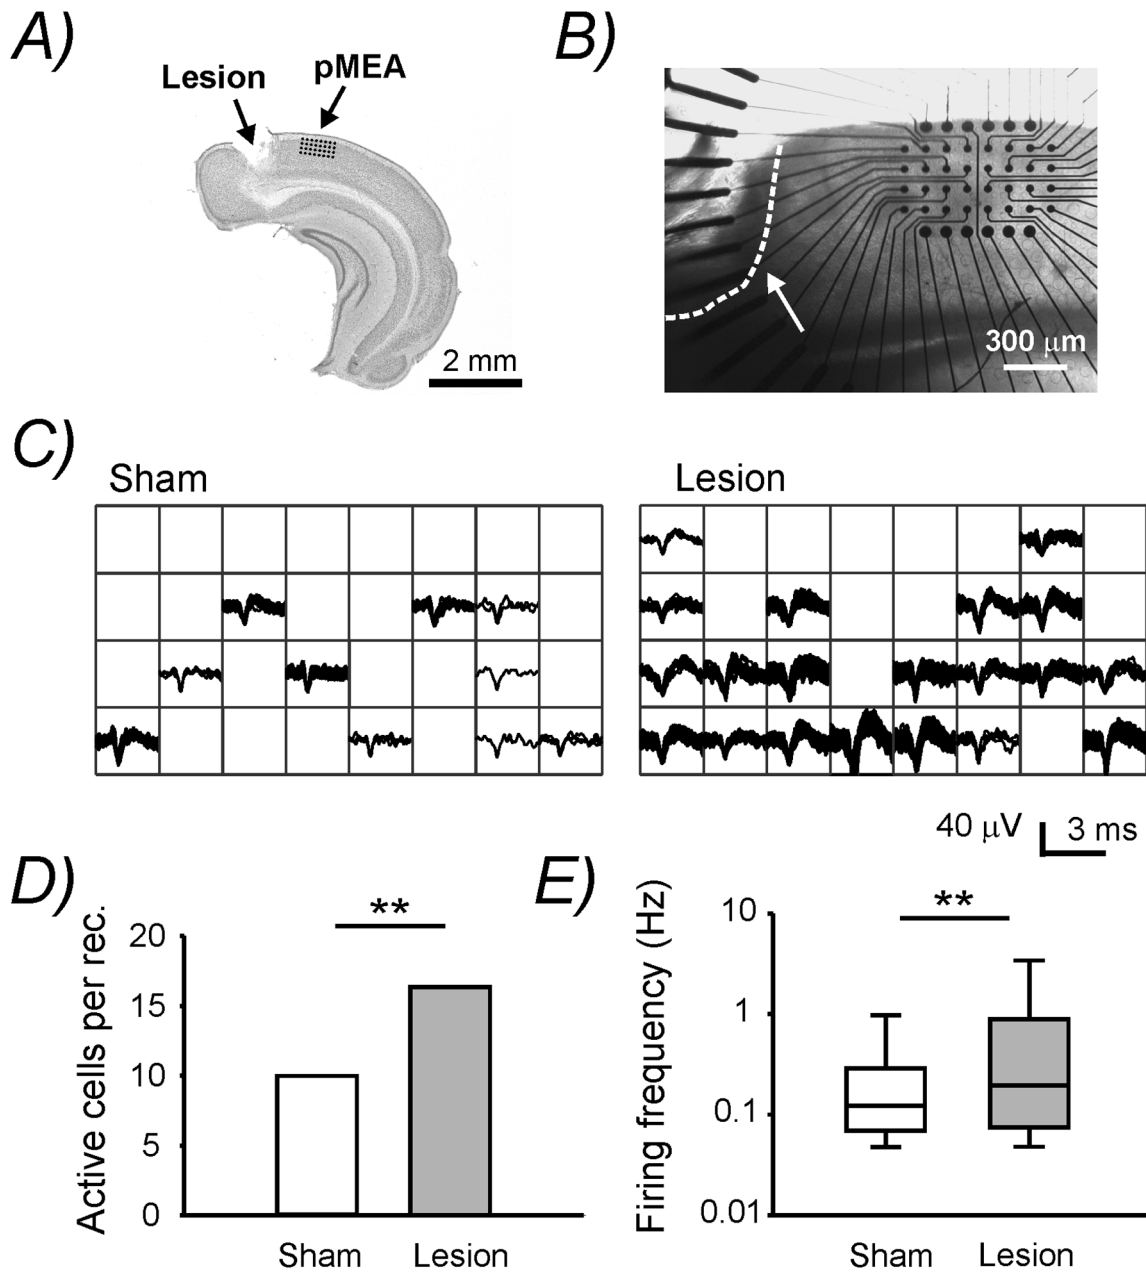 A)
Lesion
pMEA
2 mm
B)
300 μm
C)
Sham
Lesion
40 μV
3 ms
D)
Active cells per rec.
**
20
15
10
5
0
Sham
Lesion
E)
Firing frequency (Hz)
**
10
1
0.1
0.01
Sham
Lesion